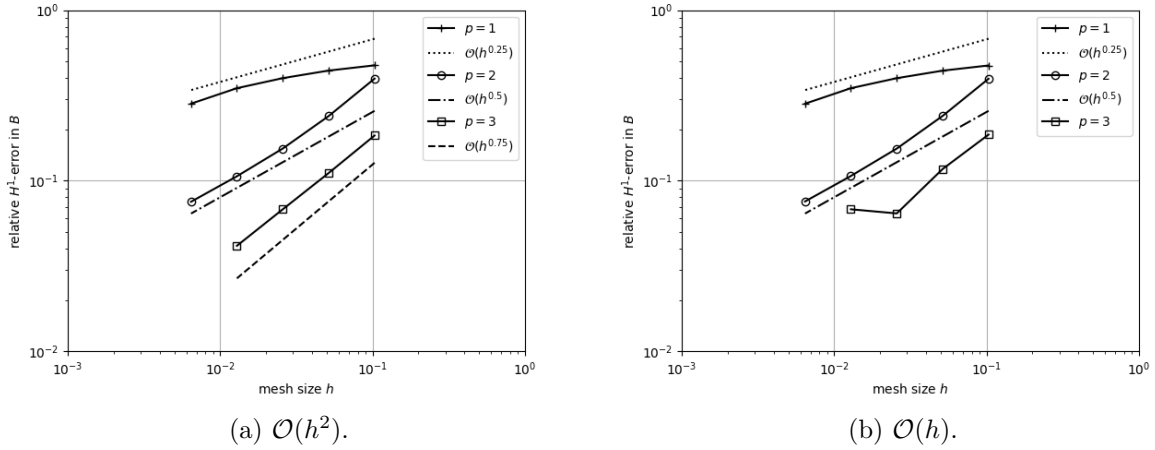 10^0
10^{-1}
10^{-2}
relative H^1-error in B
10^{-3}
10^{-2}
10^{-1}
10^0
mesh size h
p = 1
𝒪(h^{0.25})
p = 2
𝒪(h^{0.5})
p = 3
𝒪(h^{0.75})
(a) 𝒪(h^2).
10^0
10^{-1}
10^{-2}
relative H^1-error in B
10^{-3}
10^{-2}
10^{-1}
10^0
mesh size h
p = 1
𝒪(h^{0.25})
p = 2
𝒪(h^{0.5})
p = 3
(b) 𝒪(h).